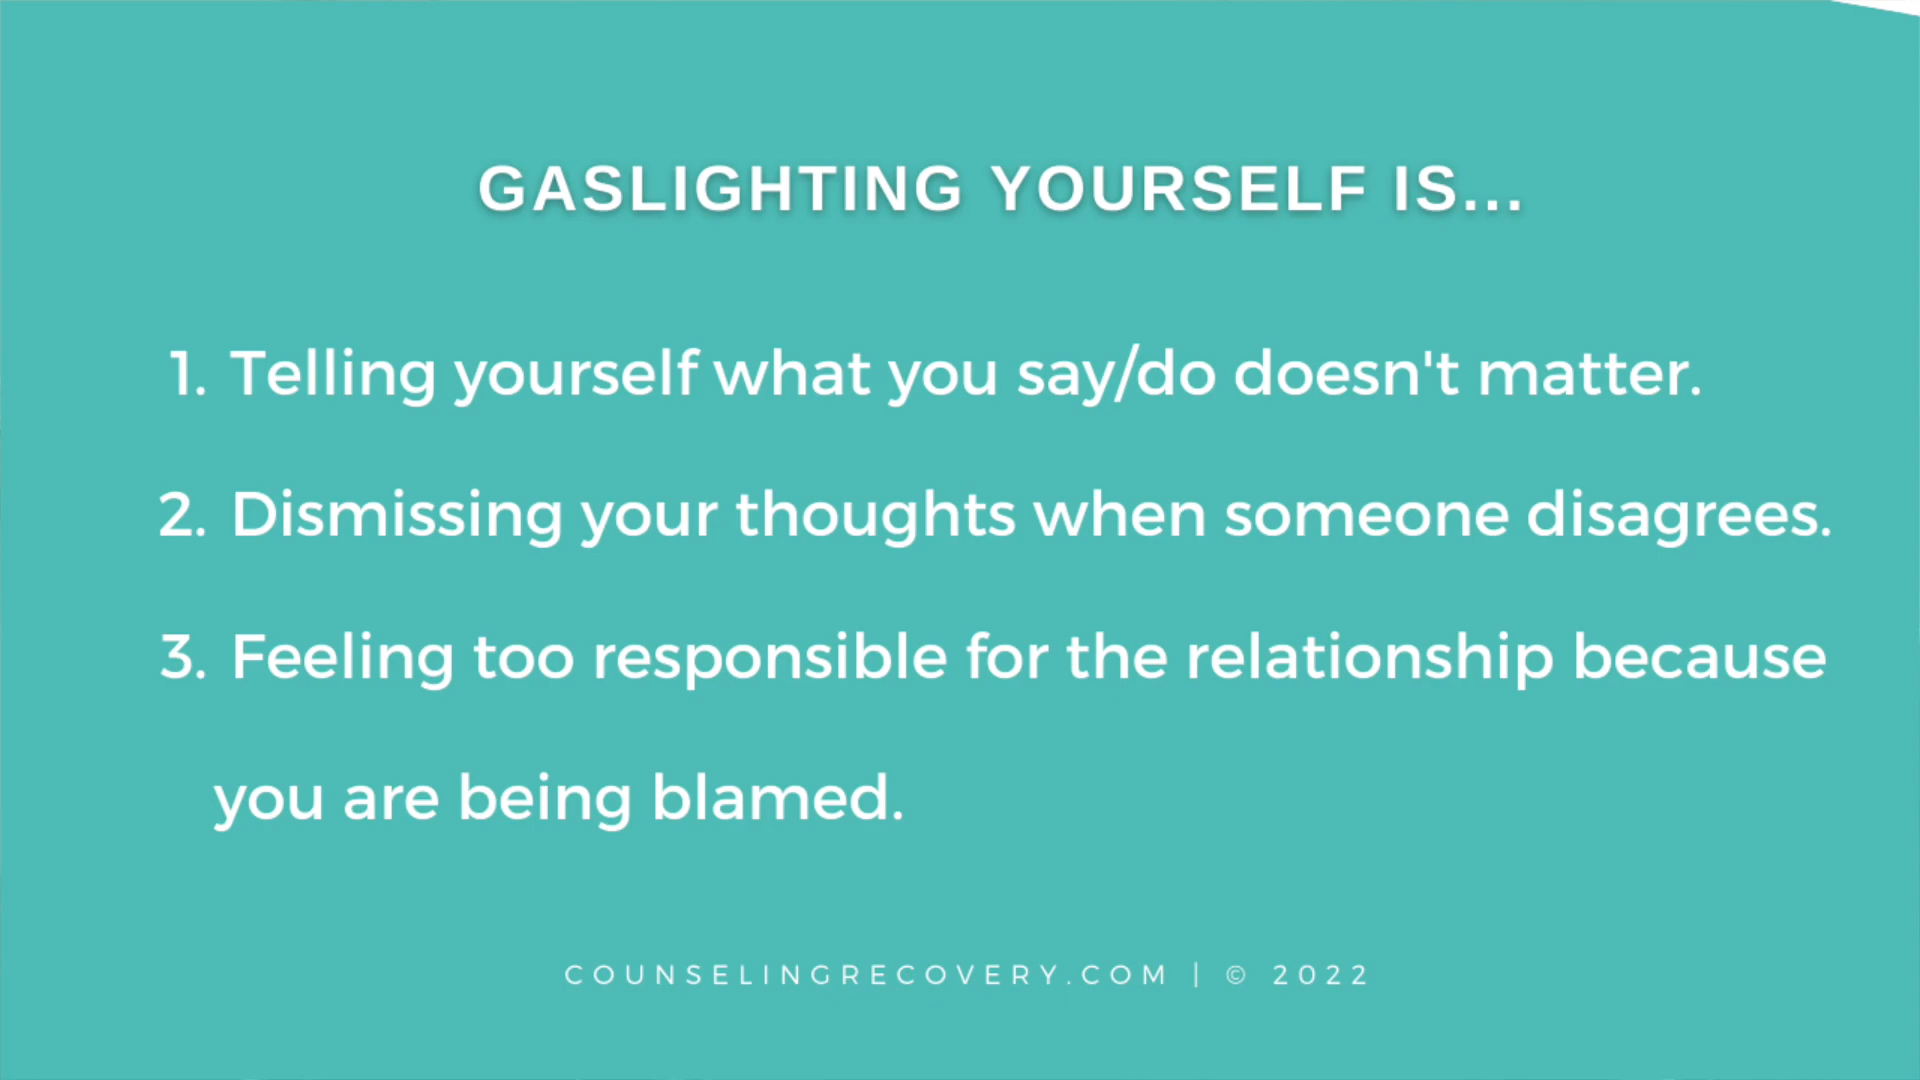 GASLIGHTING YOURSELF IS...
1. Telling yourself what you say/do doesn't matter.
2. Dismissing your thoughts when someone disagrees.
3. Feeling too responsible for the relationship because
you are being blamed.
COUNSELINGRECOVERY.COM | © 2022